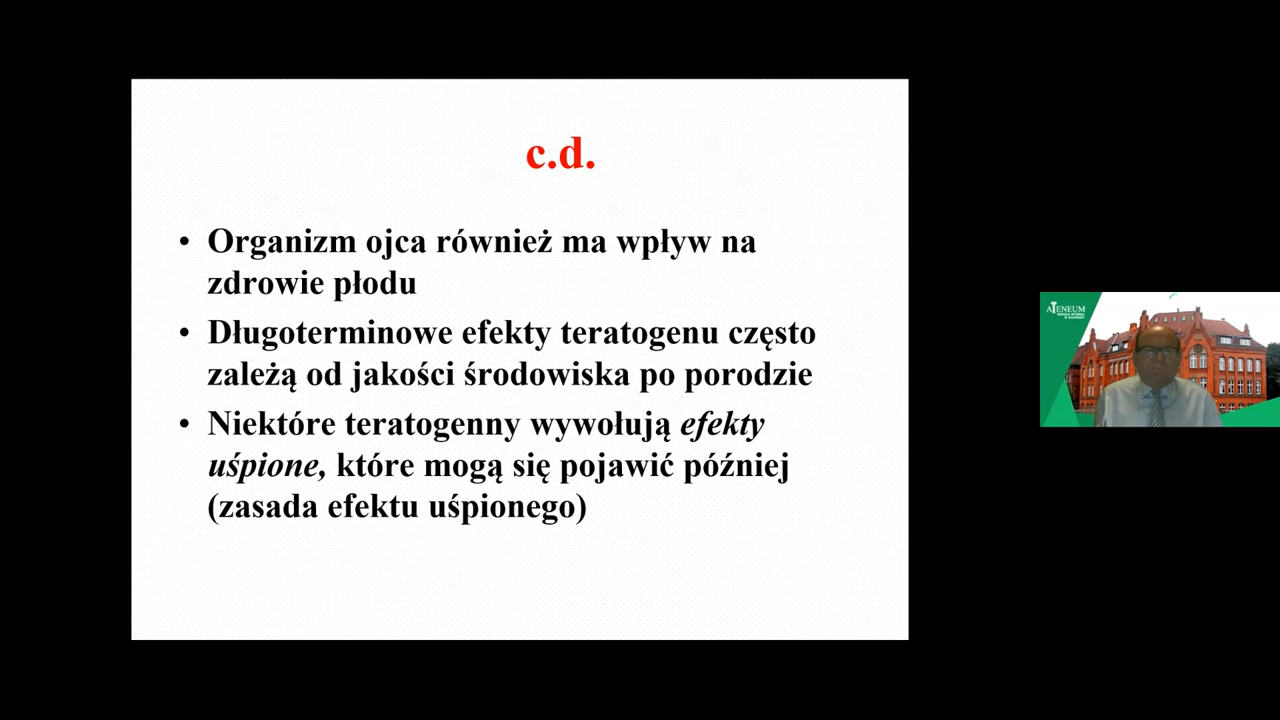 c.d.
• Organizm ojca również ma wpływ na
zdrowie płodu
• Długoterminowe efekty teratogenu często
zależą od jakości środowiska po porodzie
• Niektóre teratogenny wywołują efekty
uśpione, które mogą się pojawić później
(zasada efektu uśpionego)
ATENEUM